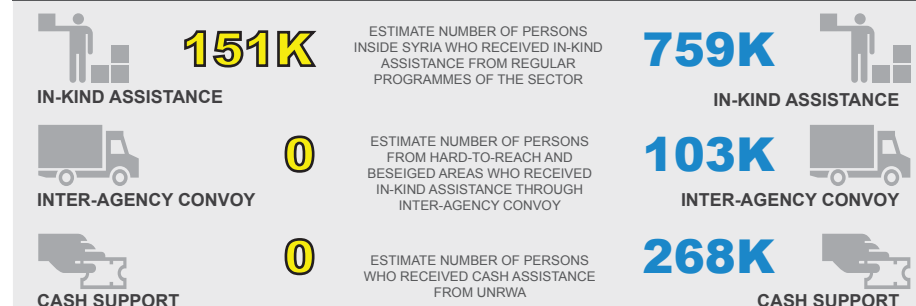 151K
IN-KIND ASSISTANCE
ESTIMATE NUMBER OF PERSONS
INSIDE SYRIA WHO RECEIVED IN-KIND
ASSISTANCE FROM REGULAR
PROGRAMMES OF THE SECTOR
759K
IN-KIND ASSISTANCE
0
INTER-AGENCY CONVOY
ESTIMATE NUMBER OF PERSONS
FROM HARD-TO-REACH AND
BESEIGED AREAS WHO RECEIVED
IN-KIND ASSISTANCE THROUGH
INTER-AGENCY CONVOY
103K
INTER-AGENCY CONVOY
0
CASH SUPPORT
ESTIMATE NUMBER OF PERSONS
WHO RECEIVED CASH ASSISTANCE
FROM UNRWA
268K
CASH SUPPORT